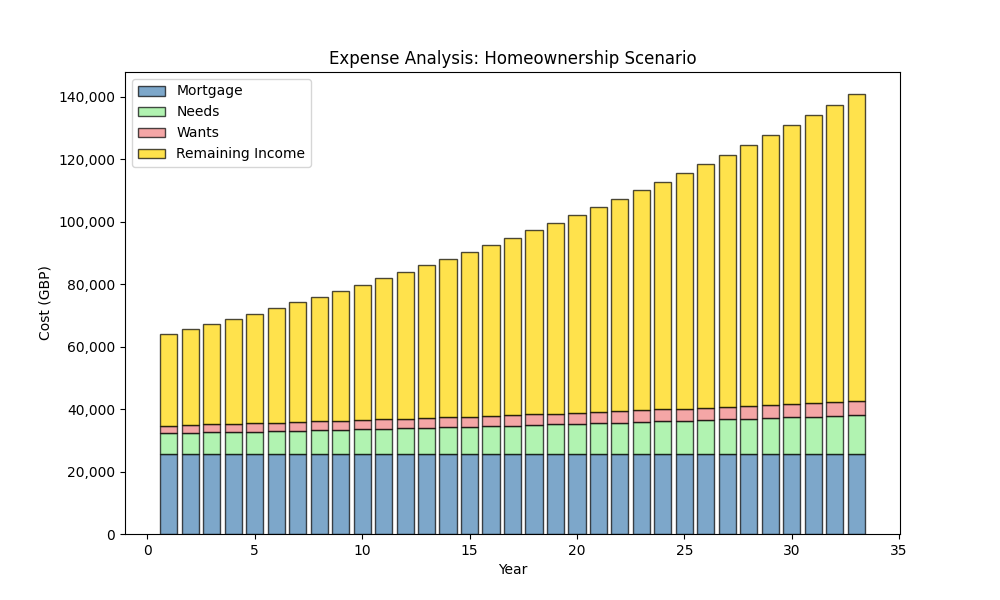 Expense Analysis: Homeownership Scenario
Mortgage
Needs
Wants
Remaining Income
140,000
120,000
100,000
80,000
60,000
40,000
20,000
0
Cost (GBP)
0 5 10 15 20 25 30 35
Year